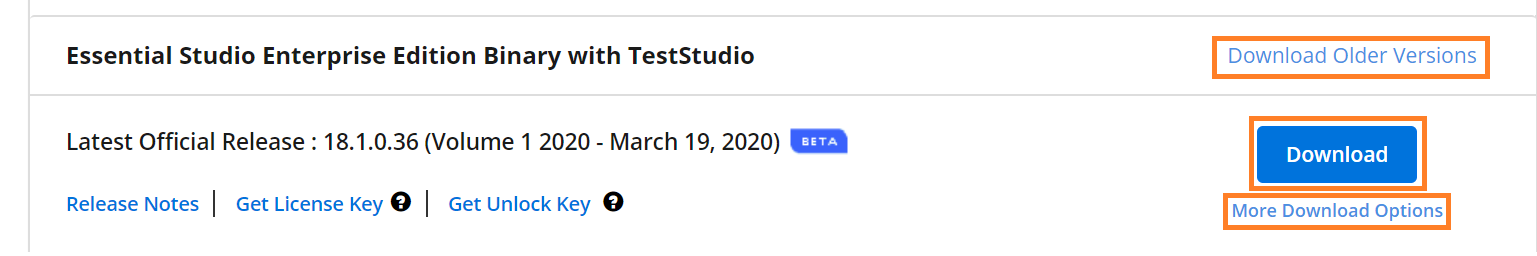 Essential Studio Enterprise Edition Binary with TestStudio
Download Older Versions
Latest Official Release : 18.1.0.36 (Volume 1 2020 - March 19, 2020) BETA
Download
Release Notes | Get License Key ? | Get Unlock Key ?
More Download Options